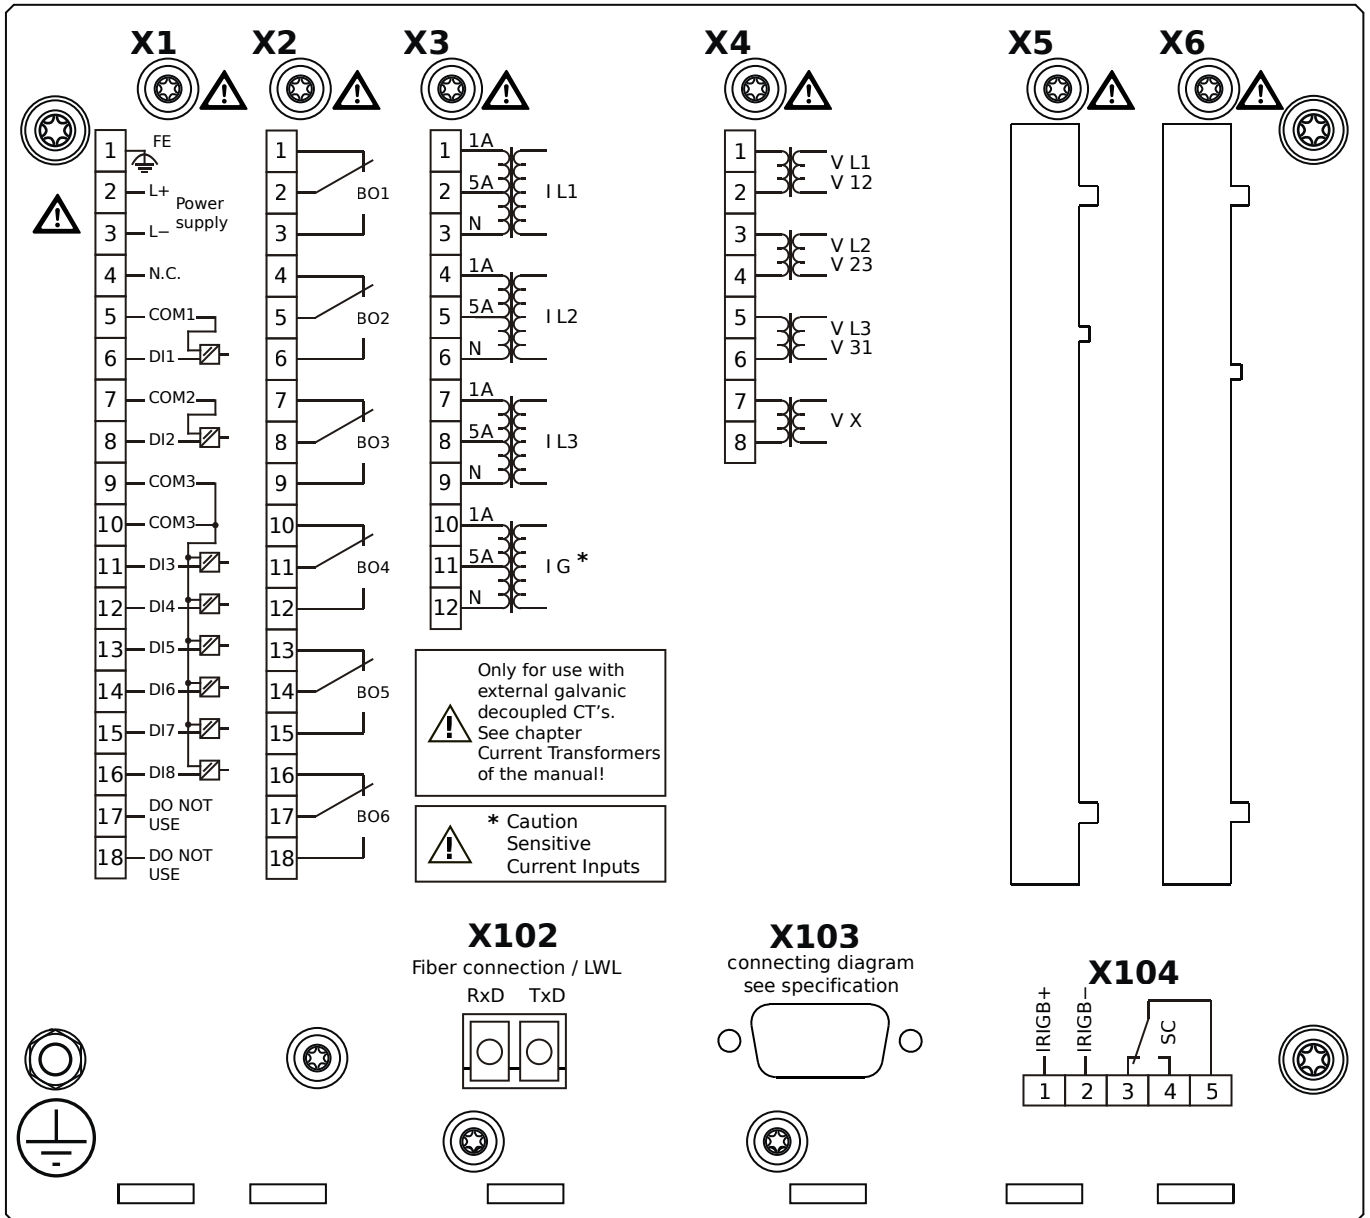 X1
X2
X3
X4
X5
X6
1
FE
2
L+
Power
supply
3
L−
4
N.C.
5
COM1
6
DI1
7
COM2
8
DI2
9
COM3
10
COM3
11
DI3
12
DI4
13
DI5
14
DI6
15
DI7
16
DI8
17
DO NOT
USE
18
DO NOT
USE
1
2
BO1
3
4
5
BO2
6
7
8
BO3
9
10
11
BO4
12
13
14
BO5
15
16
17
BO6
18
1
1A
2
5A
I L1
3
N
4
1A
5
5A
I L2
6
N
7
1A
8
5A
I L3
9
N
10
1A
11
5A
I G *
12
N
Only for use with
external galvanic
decoupled CT's.
See chapter
Current Transformers
of the manual!
* Caution
Sensitive
Current Inputs
1
V L1
2
V 12
3
V L2
4
V 23
5
V L3
6
V 31
7
V X
8
X102
Fiber connection / LWL
RxD TxD
X103
connecting diagram
see specification
X104
IRIGB+
IRIGB−
SC
1 2 3 4 5